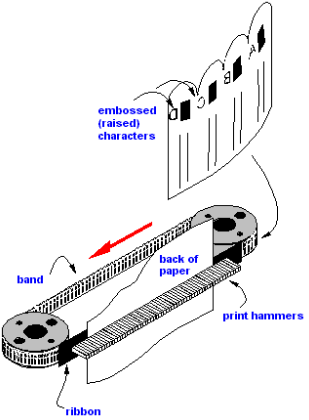 A
B
C
D
embossed
(raised)
characters
back of
paper
band
print hammers
ribbon